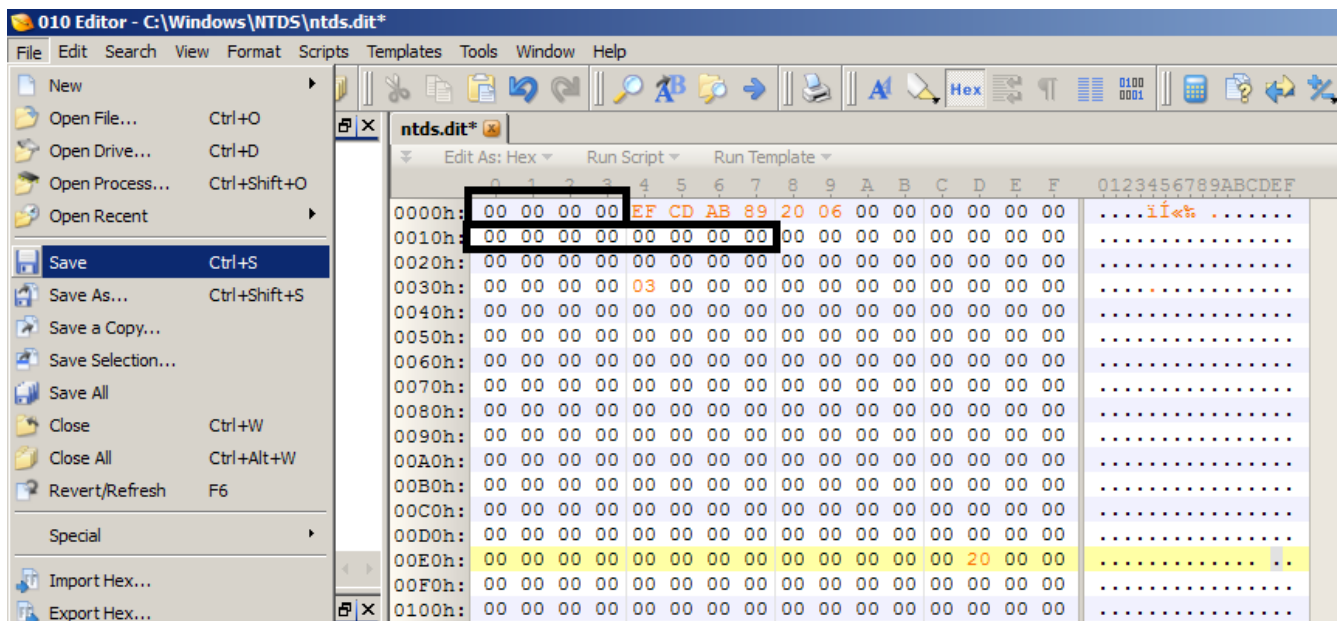 010 Editor - C:\Windows\NTDS\ntds.dit*
File Edit Search View Format Scripts Templates Tools Window Help
New
Open File... Ctrl+O
Open Drive... Ctrl+D
Open Process... Ctrl+Shift+O
Open Recent
Save Ctrl+S
Save As... Ctrl+Shift+S
Save a Copy...
Save Selection...
Save All
Close Ctrl+W
Close All Ctrl+Alt+W
Revert/Refresh F6
Special
Import Hex...
Export Hex...
Hex
ntds.dit*
Edit As: Hex Run Script Run Template
0 1 2 3 4 5 6 7 8 9 A B C D E F 0123456789ABCDEF
0000h: 00 00 00 00 EF CD AB 89 20 06 00 00 00 00 00 00 ....ïÍ«‰ .......
0010h: 00 00 00 00 00 00 00 00 00 00 00 00 00 00 00 00 ................
0020h: 00 00 00 00 00 00 00 00 00 00 00 00 00 00 00 00 ................
0030h: 00 00 00 00 03 00 00 00 00 00 00 00 00 00 00 00 ................
0040h: 00 00 00 00 00 00 00 00 00 00 00 00 00 00 00 00 ................
0050h: 00 00 00 00 00 00 00 00 00 00 00 00 00 00 00 00 ................
0060h: 00 00 00 00 00 00 00 00 00 00 00 00 00 00 00 00 ................
0070h: 00 00 00 00 00 00 00 00 00 00 00 00 00 00 00 00 ................
0080h: 00 00 00 00 00 00 00 00 00 00 00 00 00 00 00 00 ................
0090h: 00 00 00 00 00 00 00 00 00 00 00 00 00 00 00 00 ................
00A0h: 00 00 00 00 00 00 00 00 00 00 00 00 00 00 00 00 ................
00B0h: 00 00 00 00 00 00 00 00 00 00 00 00 00 00 00 00 ................
00C0h: 00 00 00 00 00 00 00 00 00 00 00 00 00 00 00 00 ................
00D0h: 00 00 00 00 00 00 00 00 00 00 00 00 00 00 00 00 ................
00E0h: 00 00 00 00 00 00 00 00 00 00 00 00 00 20 00 00 ............. ..
00F0h: 00 00 00 00 00 00 00 00 00 00 00 00 00 00 00 00 ................
0100h: 00 00 00 00 00 00 00 00 00 00 00 00 00 00 00 00 ................